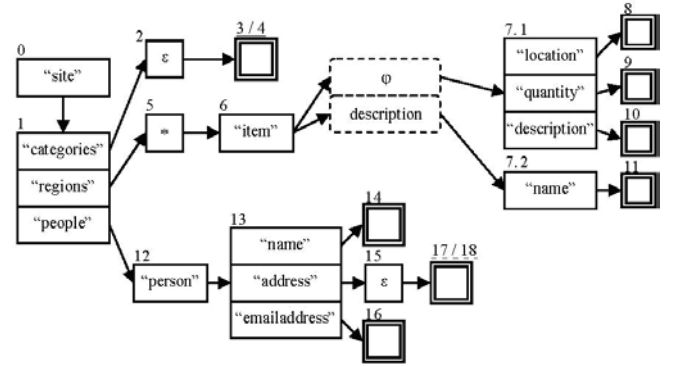 0
“site”
1
“categories”
“regions”
“people”
2
ε
3 / 4
5
*
6
“item”
φ
description
7.1
“location”
“quantity”
“description”
8
9
10
7.2
“name”
11
12
“person”
13
“name”
“address”
“emailaddress”
14
15
ε
16
17 / 18